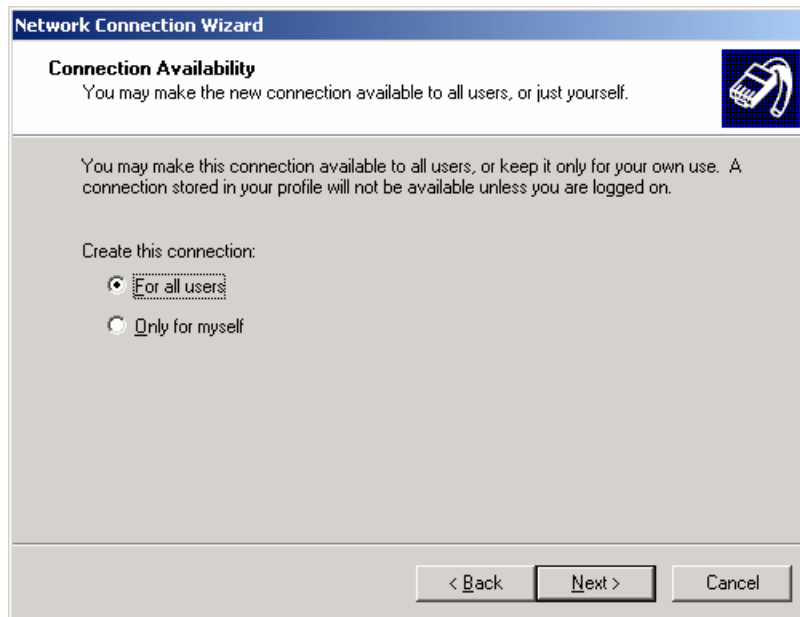 Network Connection Wizard
Connection Availability
You may make the new connection available to all users, or just yourself.
You may make this connection available to all users, or keep it only for your own use.  A
connection stored in your profile will not be available unless you are logged on.
Create this connection:
For all users
Only for myself
< Back Next > Cancel